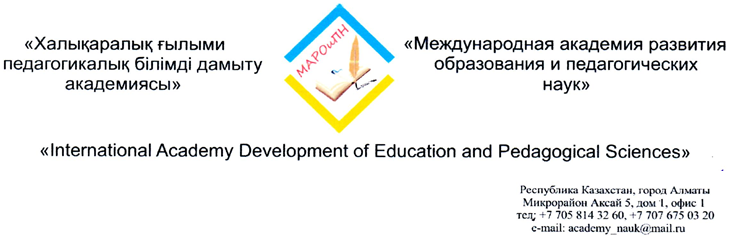 «Халықаралық ғылыми
педагогикалық білімді дамыту
академиясы»
МАРОиПН
«Международная академия развития
образования и педагогических
наук»
«International Academy Development of Education and Pedagogical Sciences»
Республика Казахстан, город Алматы
Микрорайон Аксай 5, дом 1, офис 1
тел: +7 705 814 32 60, +7 707 675 03 20
e-mail: academy_nauk@mail.ru